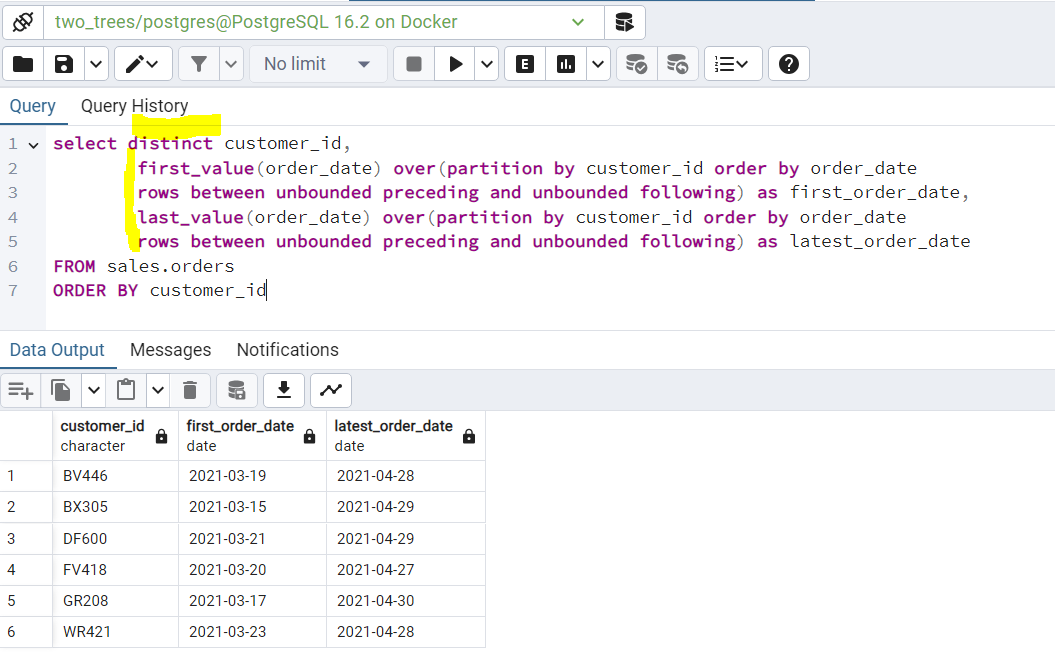 two_trees/postgres@PostgreSQL 16.2 on Docker
No limit
E
Query Query History
1 select distinct customer_id,
2 first_value(order_date) over(partition by customer_id order by order_date
3 rows between unbounded preceding and unbounded following) as first_order_date,
4 last_value(order_date) over(partition by customer_id order by order_date
5 rows between unbounded preceding and unbounded following) as latest_order_date
6 FROM sales.orders
7 ORDER BY customer_id
Data Output Messages Notifications
customer_id first_order_date latest_order_date
character date date
1 BV446 2021-03-19 2021-04-28
2 BX305 2021-03-15 2021-04-29
3 DF600 2021-03-21 2021-04-29
4 FV418 2021-03-20 2021-04-27
5 GR208 2021-03-17 2021-04-30
6 WR421 2021-03-23 2021-04-28